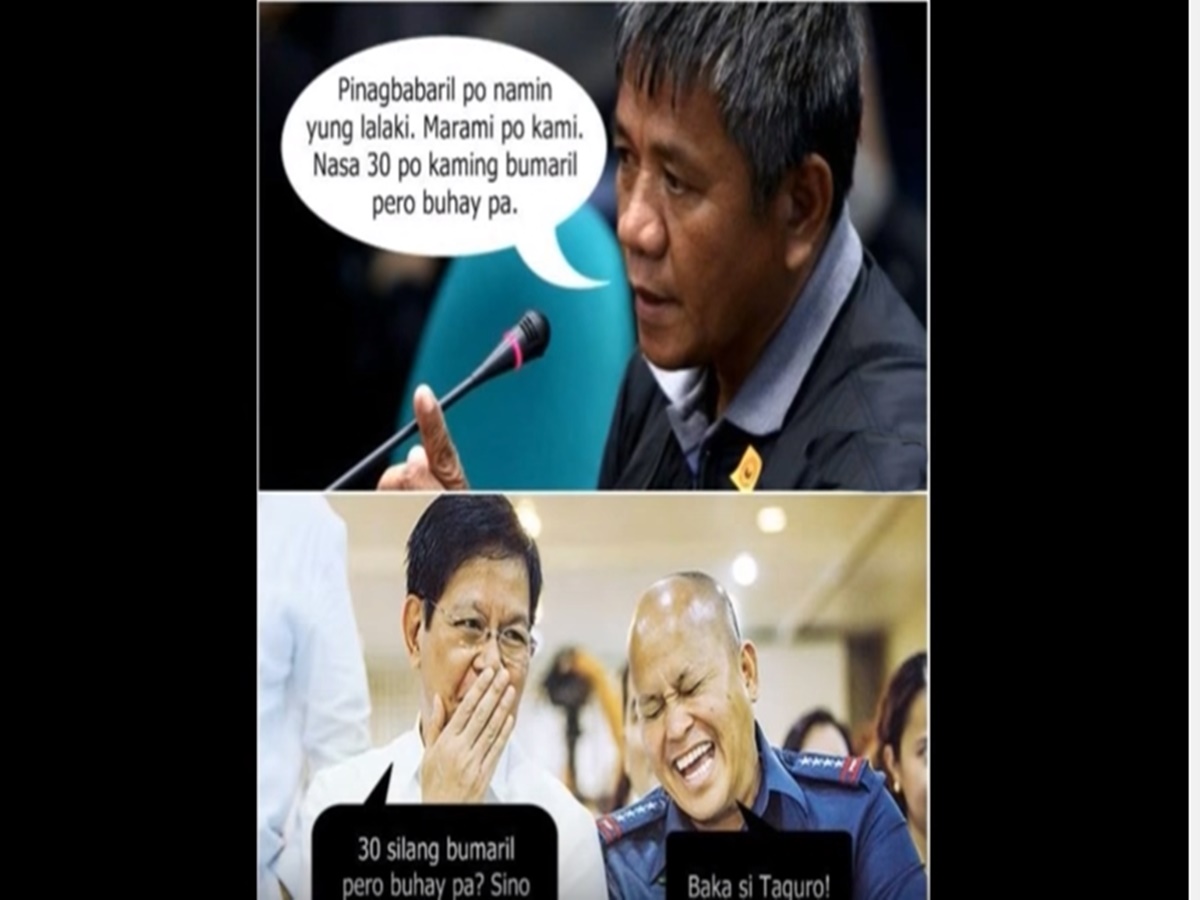 Pinagbabaril po namin
yung lalaki. Marami po kami.
Nasa 30 po kaming bumaril
pero buhay pa.
30 silang bumaril
pero buhay pa? Sino
Baka si Taguro!